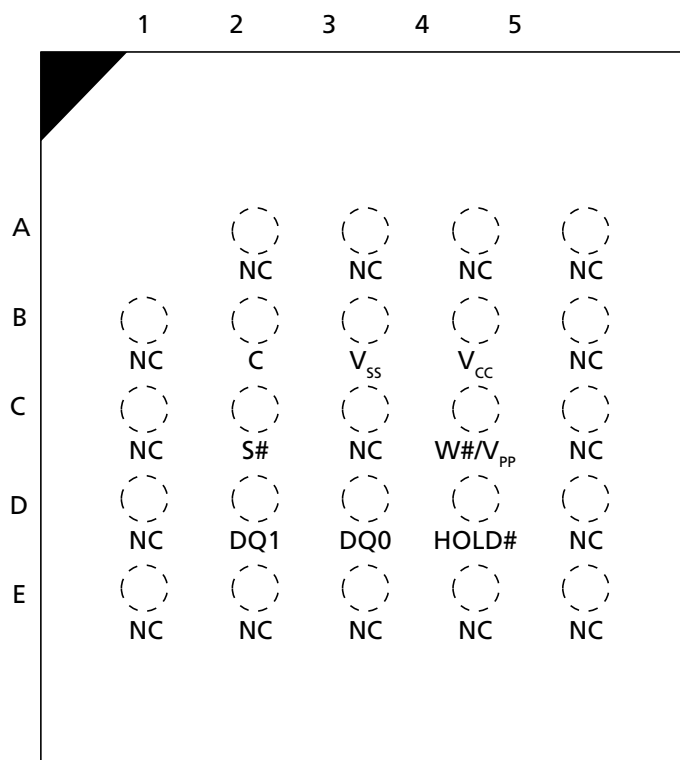 1 2 3 4 5
A
NC NC NC NC
B
NC C VSS VCC NC
C
NC S# NC W#/VPP NC
D
NC DQ1 DQ0 HOLD# NC
E
NC NC NC NC NC